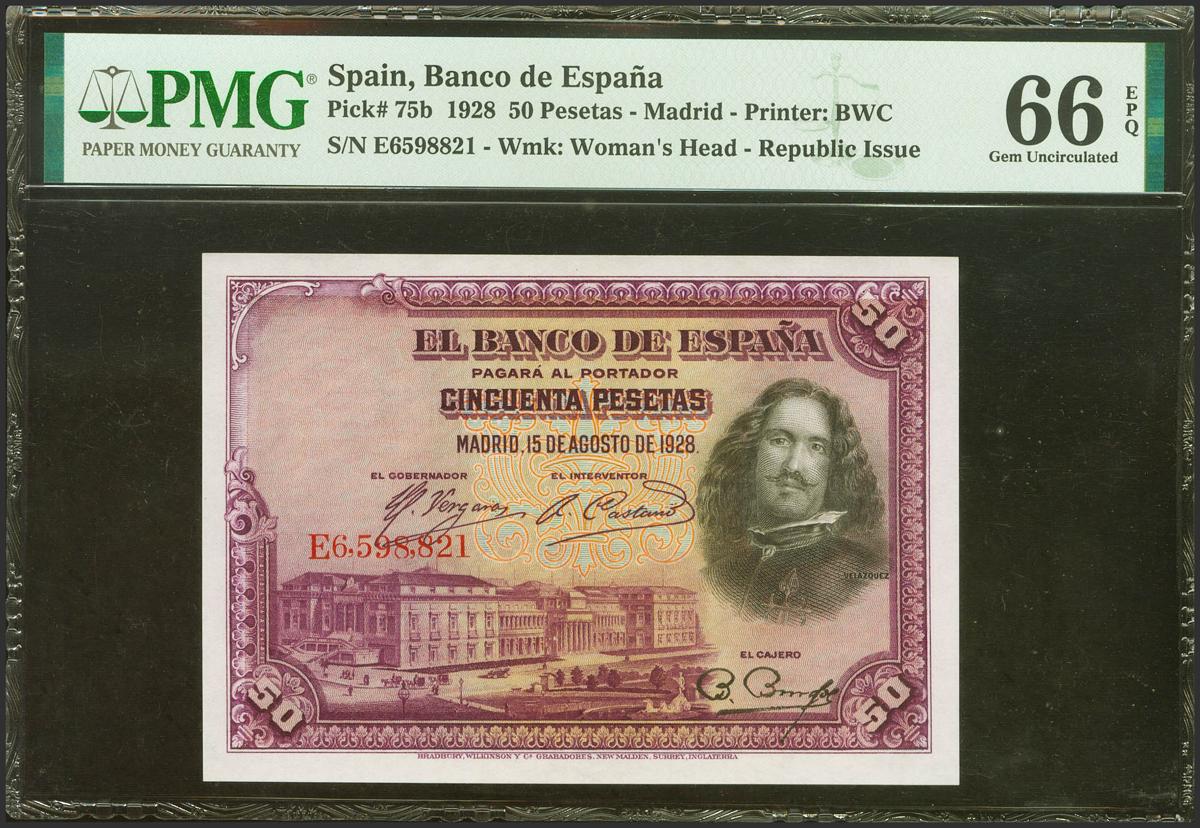 PMG®
PAPER MONEY GUARANTY
Spain, Banco de España
Pick# 75b 1928 50 Pesetas - Madrid - Printer: BWC
S/N E6598821 - Wmk: Woman's Head - Republic Issue
66 EPQ
Gem Uncirculated
50
EL BANCO DE ESPAÑA
PAGARÁ AL PORTADOR
CINCUENTA PESETAS
MADRID, 15 DE AGOSTO DE 1928.
EL GOBERNADOR EL INTERVENTOR
E6,598,821
VELAZQUEZ
EL CAJERO
50 50
BRADBURY, WILKINSON Y Cª GRABADORES, NEW MALDEN, SURREY, INGLATERRA